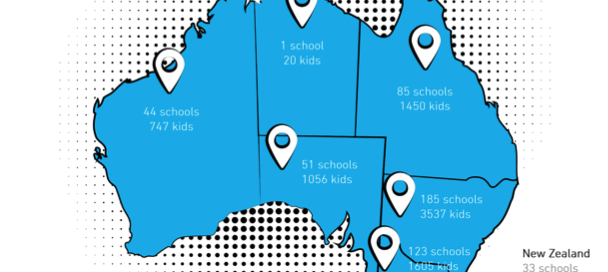 1 school
20 kids
85 schools
1450 kids
44 schools
747 kids
51 schools
1056 kids
185 schools
3537 kids
123 schools
1605 kids
New Zealand
33 schools